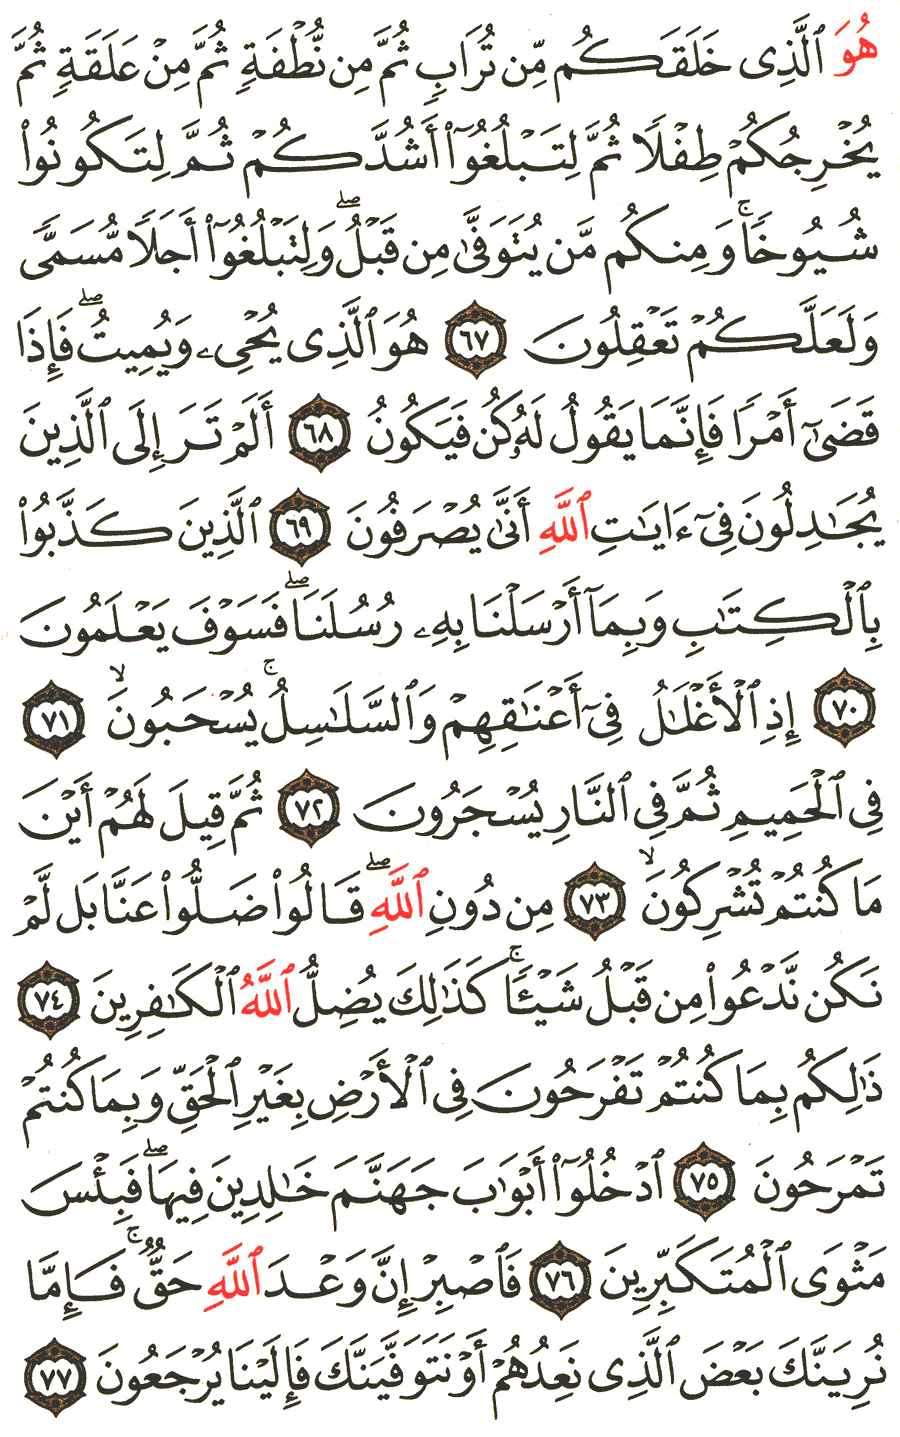 هُوَ ٱلَّذِى خَلَقَكُم مِّن تُرَابٍ ثُمَّ مِن نُّطْفَةٍ ثُمَّ مِنْ عَلَقَةٍ ثُمَّ
يُخْرِجُكُمْ طِفْلًا ثُمَّ لِتَبْلُغُوٓا۟ أَشُدَّكُمْ ثُمَّ لِتَكُونُوا۟
شُيُوخًا ۚ وَمِنكُم مَّن يُتَوَفَّىٰ مِن قَبْلُ ۖ وَلِتَبْلُغُوٓا۟ أَجَلًا مُّسَمًّى
وَلَعَلَّكُمْ تَعْقِلُونَ ٦٧ هُوَ ٱلَّذِى يُحْىِۦ وَيُمِيتُ ۖ فَإِذَا
قَضَىٰٓ أَمْرًا فَإِنَّمَا يَقُولُ لَهُۥ كُن فَيَكُونُ ٦٨ أَلَمْ تَرَ إِلَى ٱلَّذِينَ
يُجَـٰدِلُونَ فِىٓ ءَايَـٰتِ ٱللَّهِ أَنَّىٰ يُصْرَفُونَ ٦٩ ٱلَّذِينَ كَذَّبُوا۟
بِٱلْكِتَـٰبِ وَبِمَآ أَرْسَلْنَا بِهِۦ رُسُلَنَا ۖ فَسَوْفَ يَعْلَمُونَ
٧٠ إِذِ ٱلْأَغْلَـٰلُ فِىٓ أَعْنَـٰقِهِمْ وَٱلسَّلَـٰسِلُ ۚ يُسْحَبُونَ ۙ ٧١
فِى ٱلْحَمِيمِ ثُمَّ فِى ٱلنَّارِ يُسْجَرُونَ ٧٢ ثُمَّ قِيلَ لَهُمْ أَيْنَ
مَا كُنتُمْ تُشْرِكُونَ ۙ ٧٣ مِن دُونِ ٱللَّهِ ۖ قَالُوا۟ ضَلُّوا۟ عَنَّا بَل لَّمْ
نَكُن نَّدْعُوا۟ مِن قَبْلُ شَيْـًٔا ۚ كَذَٰلِكَ يُضِلُّ ٱللَّهُ ٱلْكَـٰفِرِينَ ٧٤
ذَٰلِكُم بِمَا كُنتُمْ تَفْرَحُونَ فِى ٱلْأَرْضِ بِغَيْرِ ٱلْحَقِّ وَبِمَا كُنتُمْ
تَمْرَحُونَ ٧٥ ٱدْخُلُوٓا۟ أَبْوَٰبَ جَهَنَّمَ خَـٰلِدِينَ فِيهَا ۖ فَبِئْسَ
مَثْوَى ٱلْمُتَكَبِّرِينَ ٧٦ فَٱصْبِرْ إِنَّ وَعْدَ ٱللَّهِ حَقٌّ ۚ فَإِمَّا
نُرِيَنَّكَ بَعْضَ ٱلَّذِى نَعِدُهُمْ أَوْ نَتَوَفَّيَنَّكَ فَإِلَيْنَا يُرْجَعُونَ ٧٧